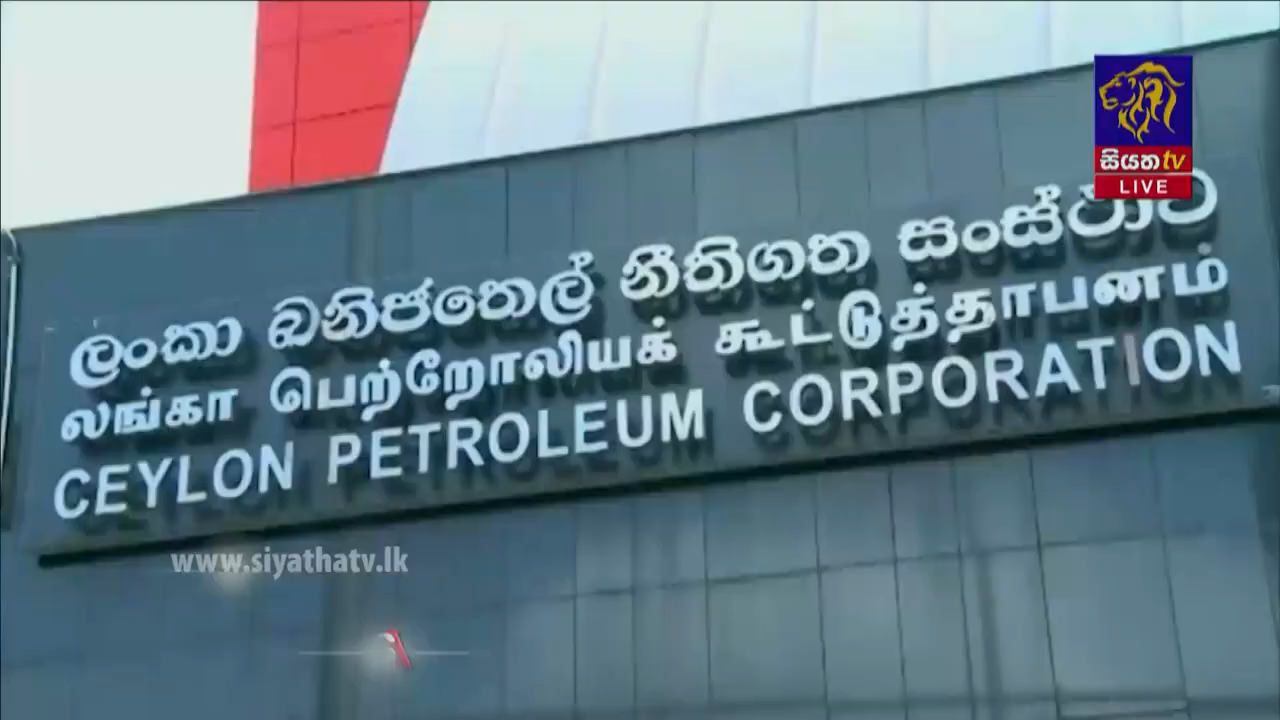 සියත tv
LIVE
ලංකා ඛනිජතෙල් නීතිගත සංස්ථාව
லங்கா பெற்றோலியக் கூட்டுத்தாபனம்
CEYLON PETROLEUM CORPORATION
www.siyathatv.lk